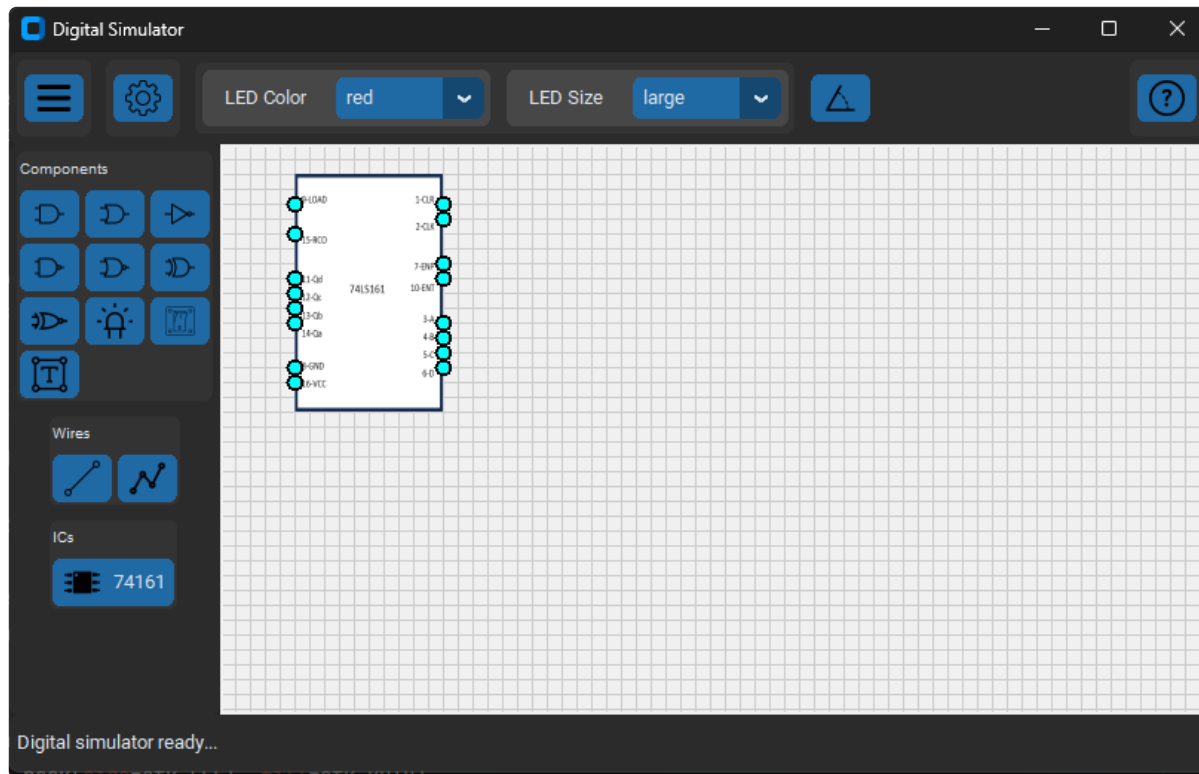 Digital Simulator
LED Color red LED Size large
Components
Wires
ICs
74161
9-LOAD 1-CLR
2-CLK
15-RCO
7-ENP
11-Qd
74LS161 10-ENT
12-Qc
13-Qb 3-A
14-Qa 4-B
5-C
8-GND 6-D
16-VCC
T
?
Digital simulator ready...